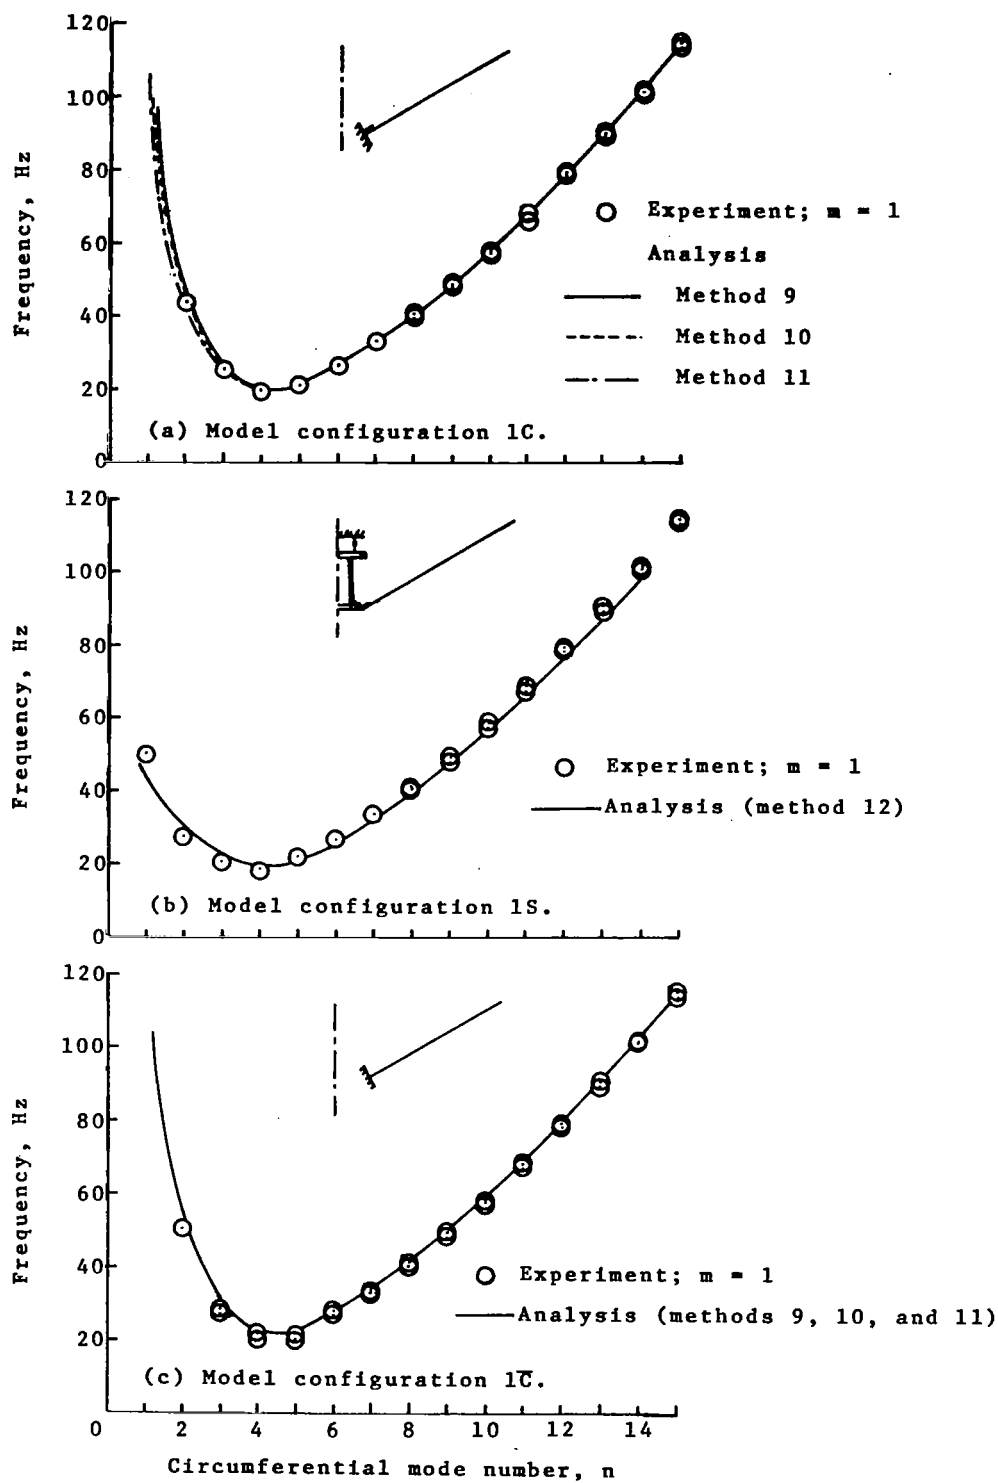 120
100
80
60
40
20
0
Frequency, Hz
Experiment; m = 1
Analysis
Method 9
Method 10
Method 11
(a) Model configuration 1C.
120
100
80
60
40
20
0
Frequency, Hz
Experiment; m = 1
Analysis (method 12)
(b) Model configuration 1S.
120
100
80
60
40
20
Frequency, Hz
Experiment; m = 1
Analysis (methods 9, 10, and 11)
(c) Model configuration 1C̅.
0 2 4 6 8 10 12 14
Circumferential mode number, n